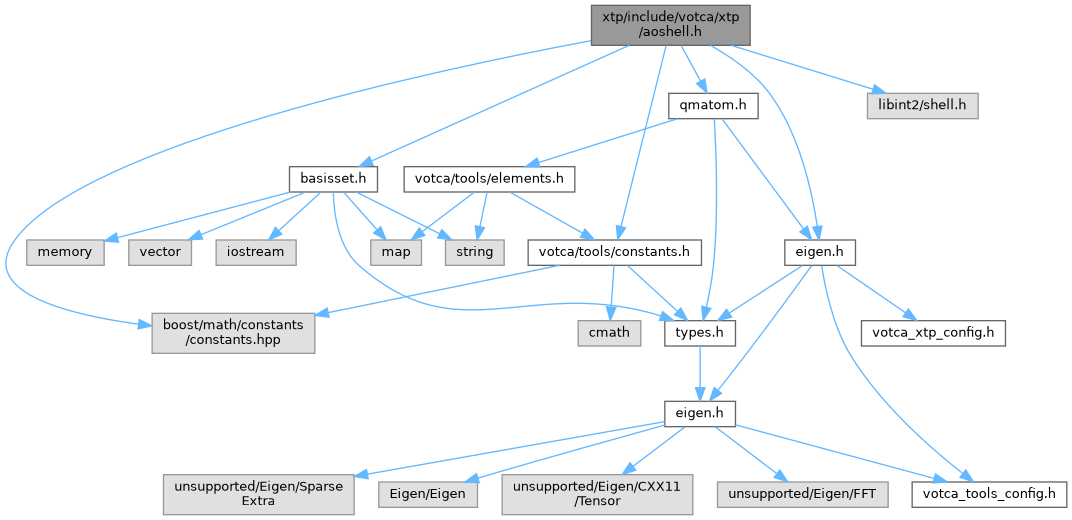 xtp/include/votca/xtp
/aoshell.h
qmatom.h
libint2/shell.h
basisset.h
votca/tools/elements.h
memory
vector
iostream
map
string
votca/tools/constants.h
eigen.h
boost/math/constants
/constants.hpp
cmath
types.h
votca_xtp_config.h
eigen.h
unsupported/Eigen/Sparse
Extra
Eigen/Eigen
unsupported/Eigen/CXX11
/Tensor
unsupported/Eigen/FFT
votca_tools_config.h